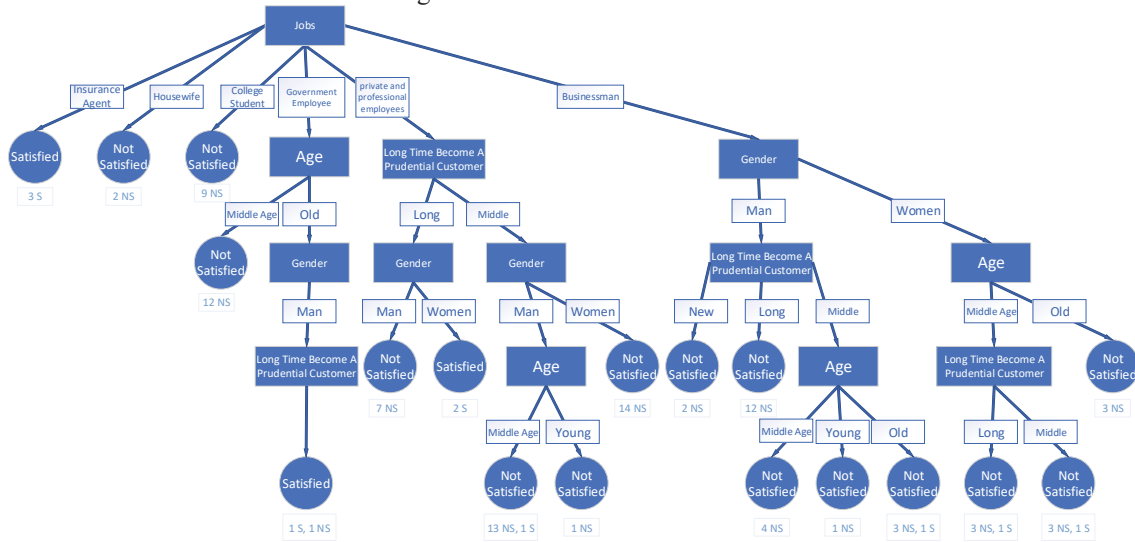 Jobs
Insurance
Agent
Housewife
College
Student
Government
Employee
private and
professional
employees
Businessman
Satisfied
Not
Satisfied
Not
Satisfied
Age
Long Time Become A
Prudential Customer
Gender
3 S
2 NS
9 NS
Middle Age
Old
Long
Middle
Man
Women
Not
Satisfied
Gender
Gender
Gender
Long Time Become A
Prudential Customer
Age
12 NS
Man
Man
Women
Man
Women
New
Long
Middle
Middle Age
Old
Long Time Become A
Prudential Customer
Not
Satisfied
Satisfied
Age
Not
Satisfied
Not
Satisfied
Not
Satisfied
Age
Long Time Become A
Prudential Customer
Not
Satisfied
7 NS
2 S
14 NS
2 NS
12 NS
3 NS
Middle Age
Young
Middle Age
Young
Old
Long
Middle
Satisfied
Not
Satisfied
Not
Satisfied
Not
Satisfied
Not
Satisfied
Not
Satisfied
Not
Satisfied
Not
Satisfied
1 S, 1 NS
13 NS, 1 S
1 NS
4 NS
1 NS
3 NS, 1 S
3 NS, 1 S
3 NS, 1 S